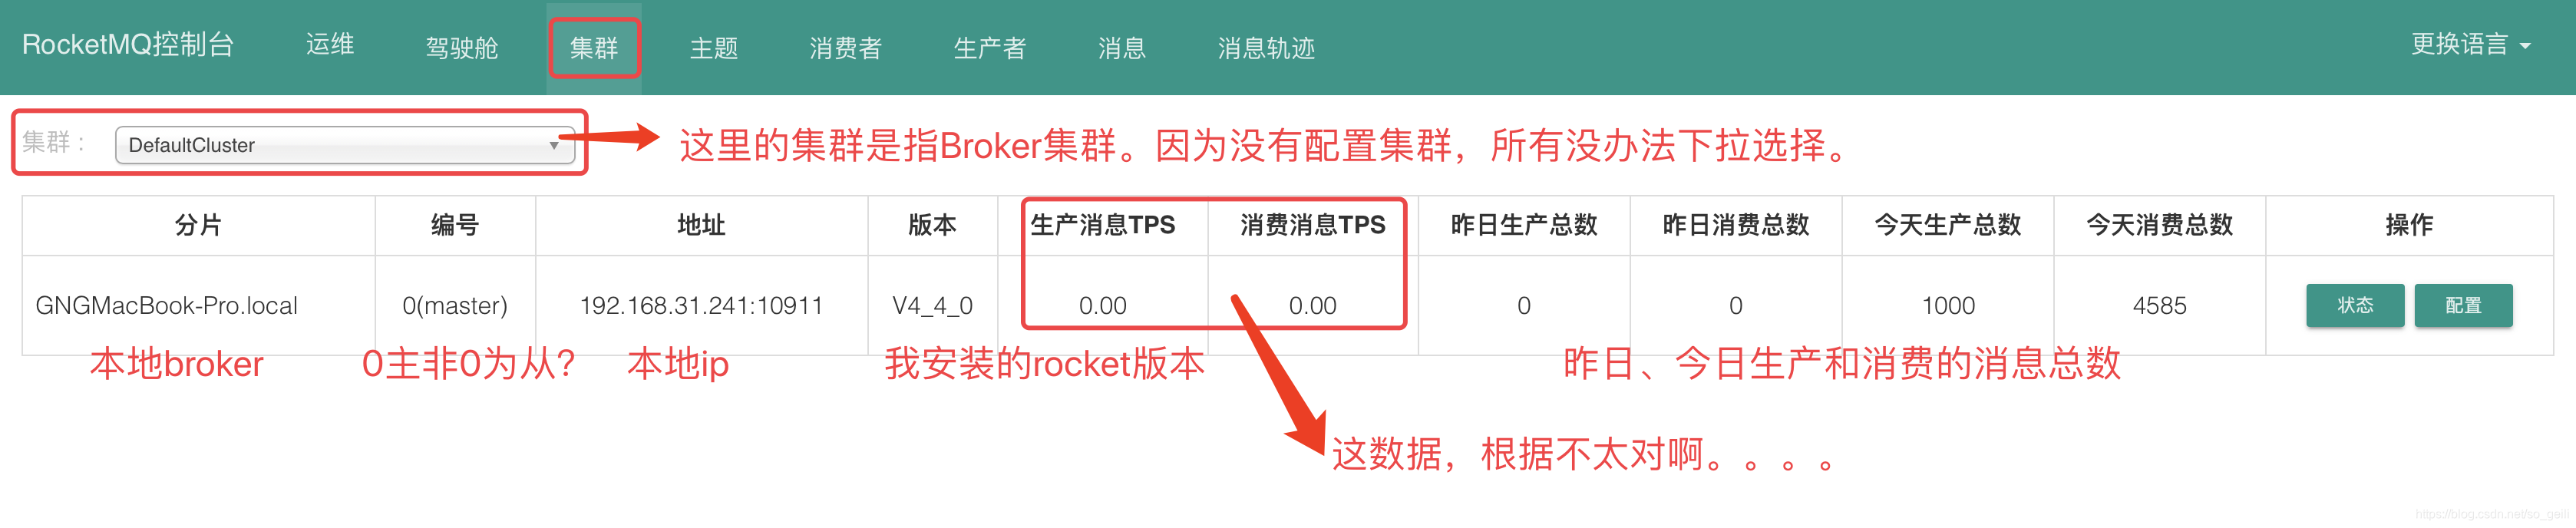 RocketMQ控制台 运维 驾驶舱 集群 主题 消费者 生产者 消息 消息轨迹 更换语言
集群： DefaultCluster 这里的集群是指Broker集群。因为没有配置集群，所有没办法下拉选择。
分片 编号 地址 版本 生产消息TPS 消费消息TPS 昨日生产总数 昨日消费总数 今天生产总数 今天消费总数 操作
GNGMacBook-Pro.local 0(master) 192.168.31.241:10911 V4_4_0 0.00 0.00 0 0 1000 4585 状态 配置
本地broker 0主非0为从? 本地ip 我安装的rocket版本 昨日、今日生产和消费的消息总数
这数据，根据不太对啊。。。。